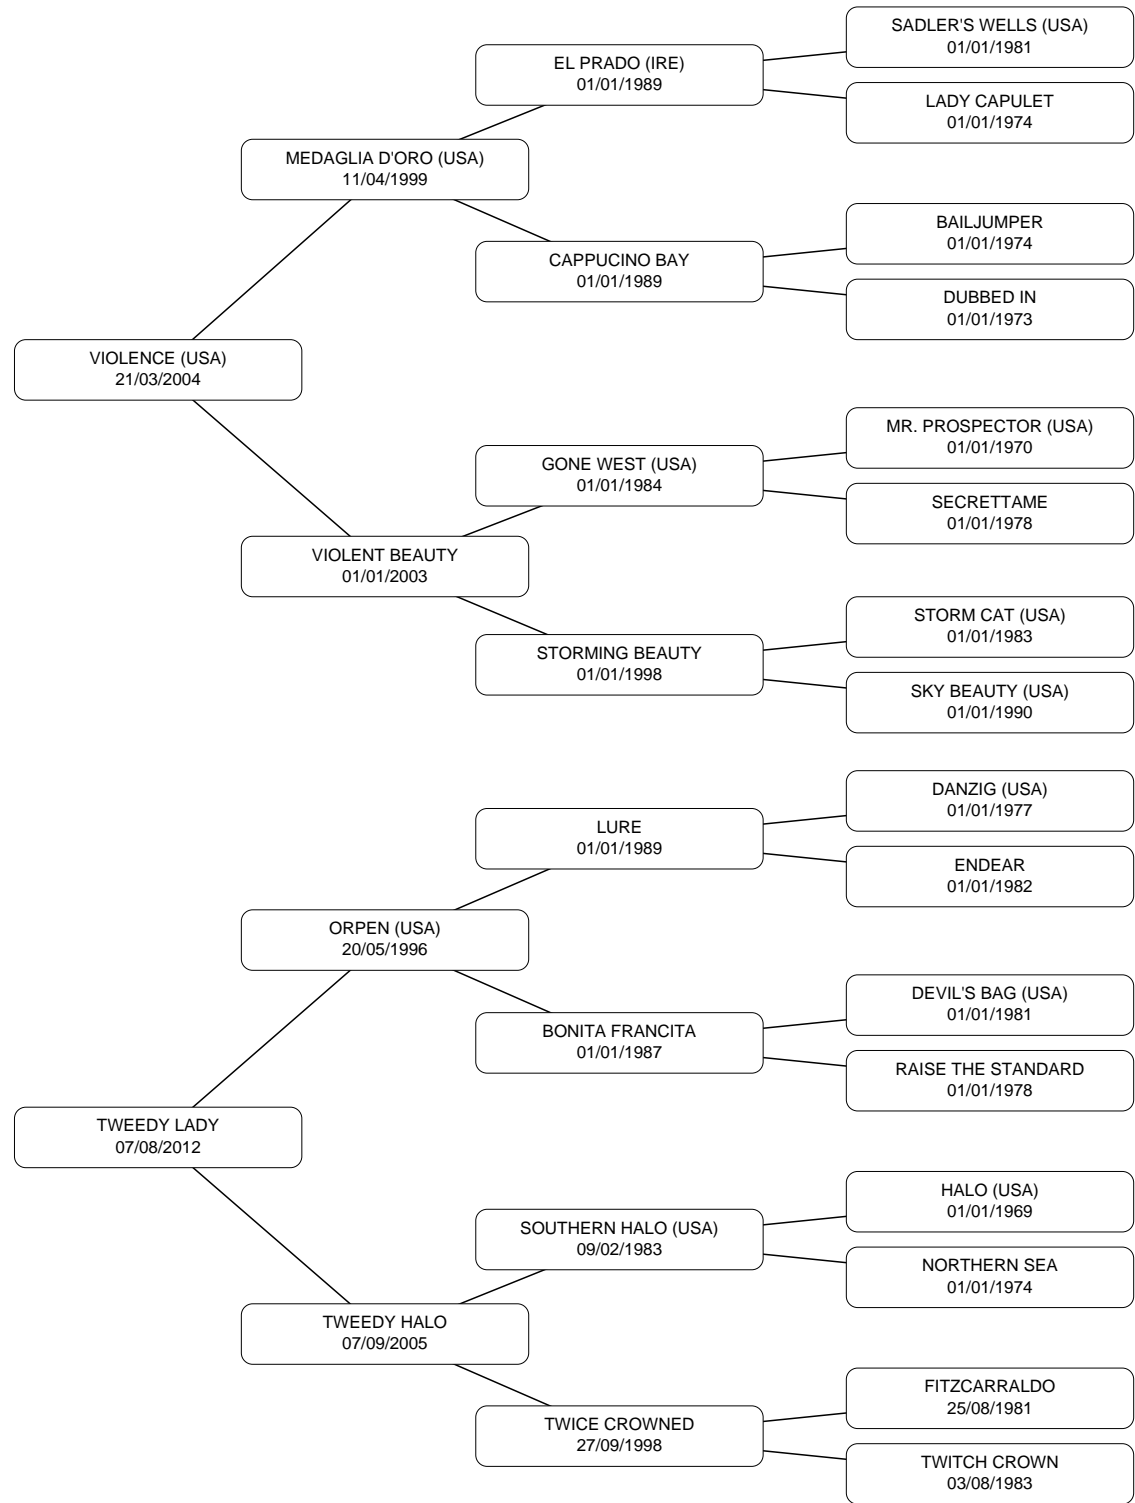 SADLER'S WELLS (USA)
01/01/1981
EL PRADO (IRE)
01/01/1989
LADY CAPULET
01/01/1974
MEDAGLIA D'ORO (USA)
11/04/1999
BAILJUMPER
01/01/1974
CAPPUCINO BAY
01/01/1989
DUBBED IN
01/01/1973
VIOLENCE (USA)
21/03/2004
MR. PROSPECTOR (USA)
01/01/1970
GONE WEST (USA)
01/01/1984
SECRETTAME
01/01/1978
VIOLENT BEAUTY
01/01/2003
STORM CAT (USA)
01/01/1983
STORMING BEAUTY
01/01/1998
SKY BEAUTY (USA)
01/01/1990
DANZIG (USA)
01/01/1977
LURE
01/01/1989
ENDEAR
01/01/1982
ORPEN (USA)
20/05/1996
DEVIL'S BAG (USA)
01/01/1981
BONITA FRANCITA
01/01/1987
RAISE THE STANDARD
01/01/1978
TWEEDY LADY
07/08/2012
HALO (USA)
01/01/1969
SOUTHERN HALO (USA)
09/02/1983
NORTHERN SEA
01/01/1974
TWEEDY HALO
07/09/2005
FITZCARRALDO
25/08/1981
TWICE CROWNED
27/09/1998
TWITCH CROWN
03/08/1983